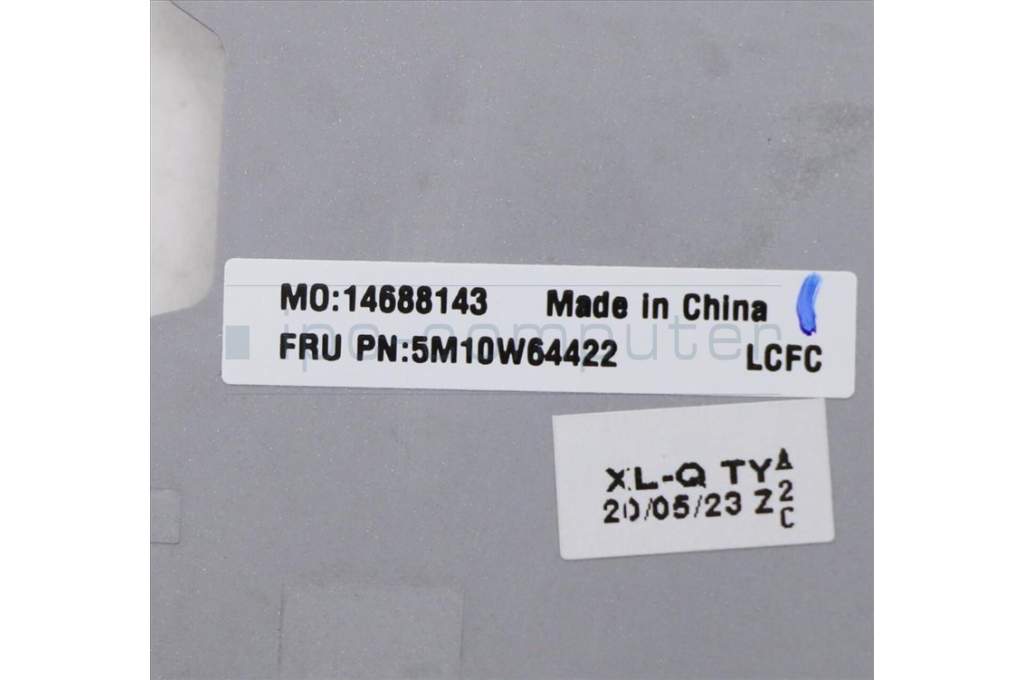 MO:14688143 Made in China
ipc-computer
FRU PN:5M10W64422 LCFC
XL-Q TY A
20/05/23 Z 2
C